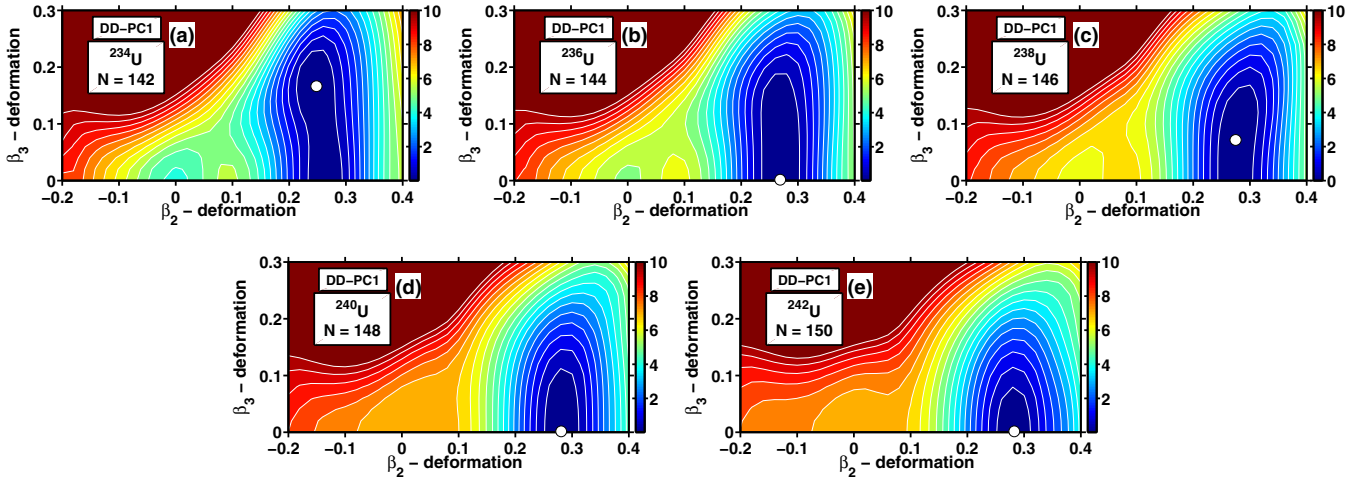 DD−PC1
²³⁴U
N = 142
(a)
β₃ − deformation
0.3
0.2
0.1
0
−0.2 −0.1 0 0.1 0.2 0.3 0.4
β₂ − deformation
10
8
6
4
2
DD−PC1
²³⁶U
N = 144
(b)
β₃ − deformation
0.3
0.2
0.1
0
−0.2 −0.1 0 0.1 0.2 0.3 0.4
β₂ − deformation
10
8
6
4
2
DD−PC1
²³⁸U
N = 146
(c)
β₃ − deformation
0.3
0.2
0.1
0
−0.2 −0.1 0 0.1 0.2 0.3 0.4
β₂ − deformation
10
8
6
4
2
0
DD−PC1
²⁴⁰U
N = 148
(d)
β₃ − deformation
0.3
0.2
0.1
0
−0.2 −0.1 0 0.1 0.2 0.3 0.4
β₂ − deformation
10
8
6
4
2
DD−PC1
²⁴²U
N = 150
(e)
β₃ − deformation
0.3
0.2
0.1
0
−0.2 −0.1 0 0.1 0.2 0.3 0.4
β₂ − deformation
10
8
6
4
2